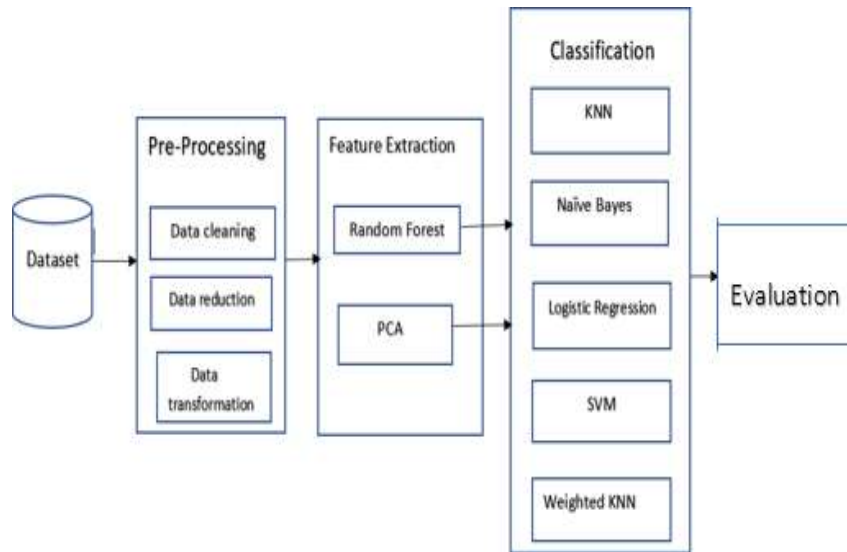 Dataset
Pre-Processing
Data cleaning
Data reduction
Data
transformation
Feature Extraction
Random Forest
PCA
Classification
KNN
Naïve Bayes
Logistic Regression
SVM
Weighted KNN
Evaluation